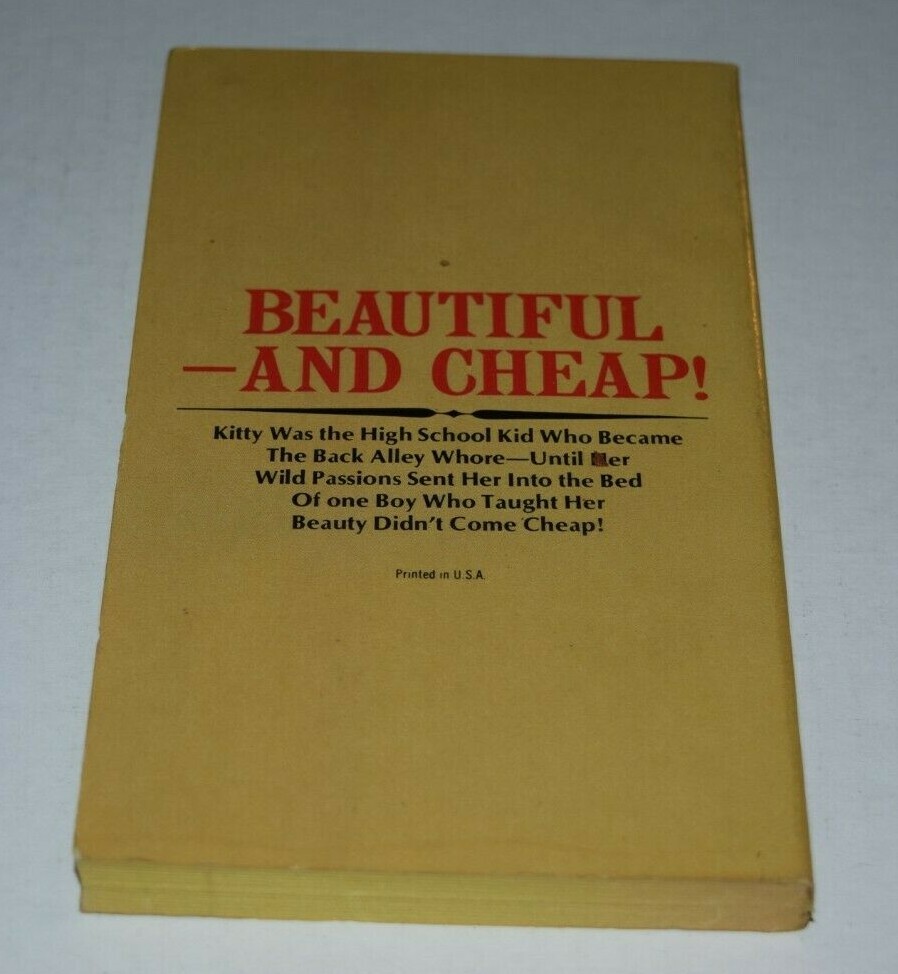 BEAUTIFUL
—AND CHEAP!
Kitty Was the High School Kid Who Became
The Back Alley Whore—Until Her
Wild Passions Sent Her Into the Bed
Of one Boy Who Taught Her
Beauty Didn't Come Cheap!
Printed in U.S.A.